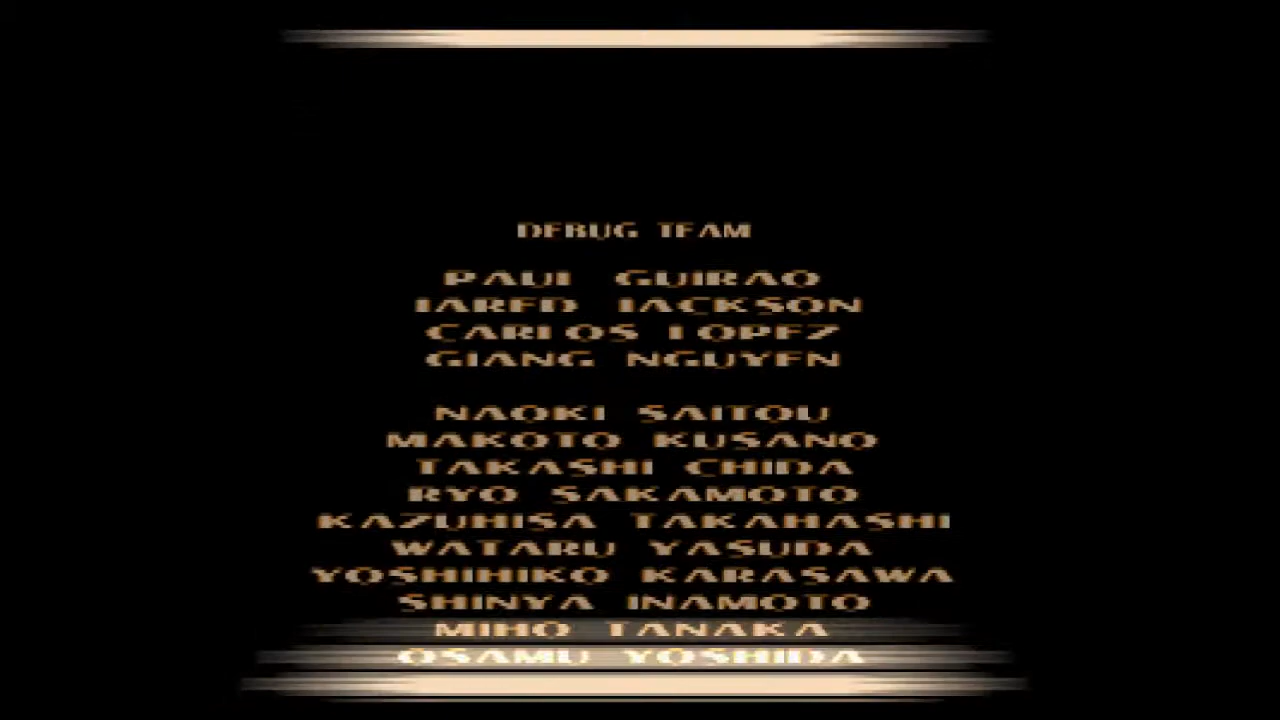 DEBUG TEAM
PAUL GUIRAO
JARED JACKSON
CARLOS LOPEZ
GIANG NGUYEN
NAOKI SAITOU
MAKOTO KUSANO
TAKASHI CHIDA
RYO SAKAMOTO
KAZUHISA TAKAHASHI
WATARU YASUDA
YOSHIHIKO KARASAWA
SHINYA INAMOTO
MIHO TANAKA
OSAMU YOSHIDA